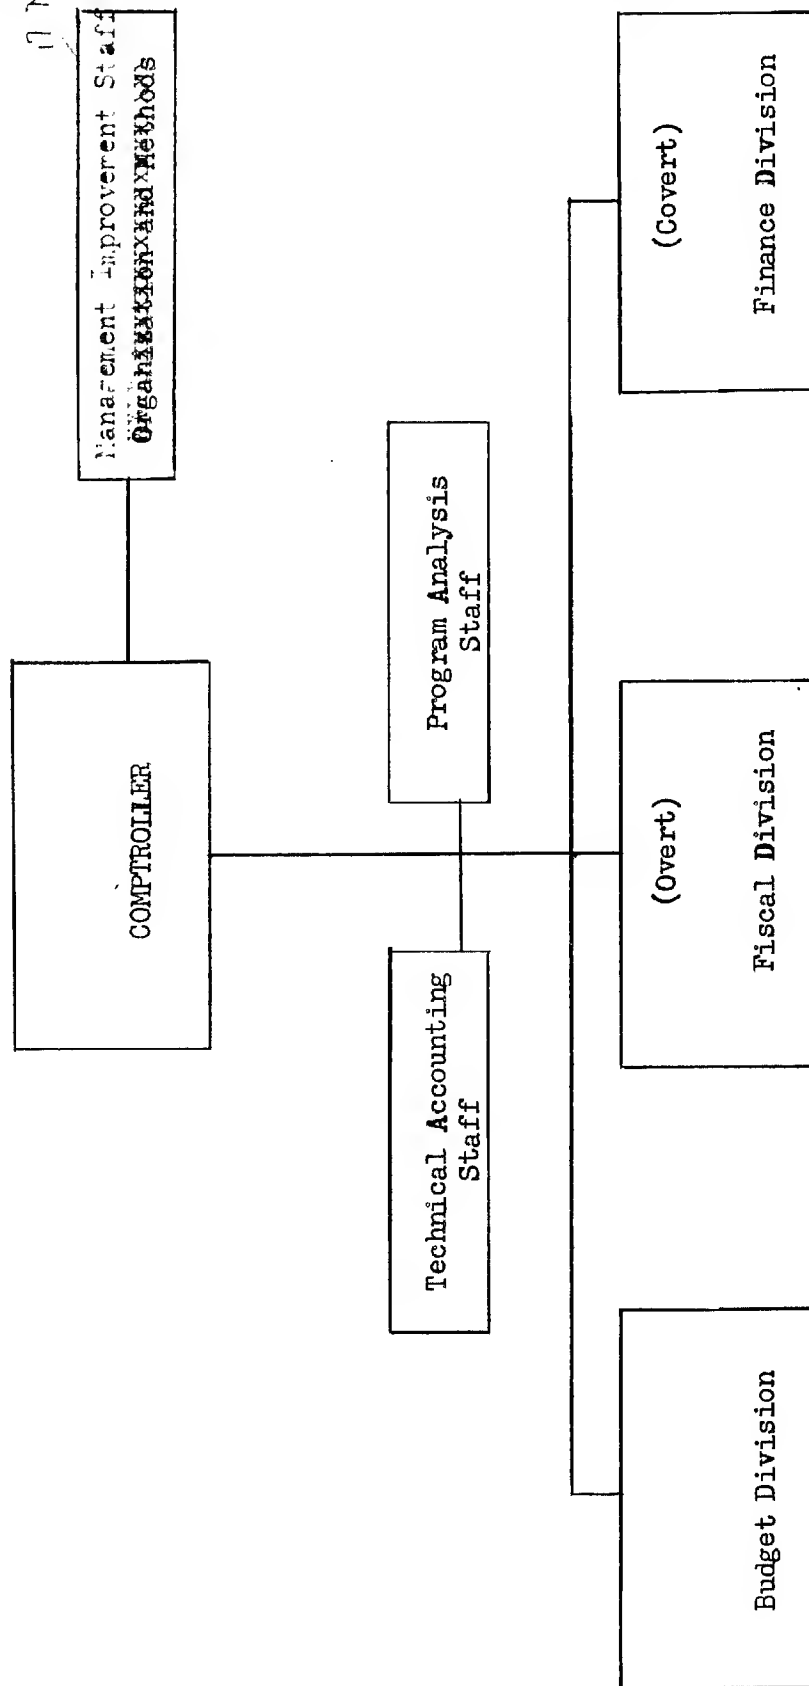 COMPTROLLER
Management Improvement Staff
Organization and Methods
Technical Accounting
Staff
Program Analysis
Staff
Budget Division
(Overt)
Fiscal Division
(Covert)
Finance Division